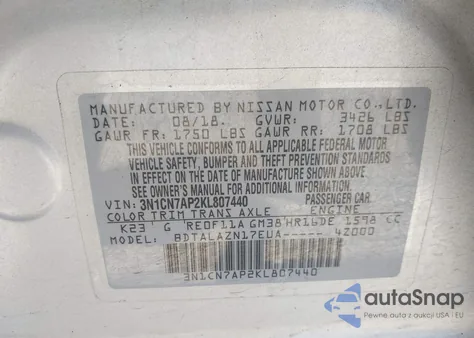 MANUFACTURED BY NISSAN MOTOR CO.,LTD.
DATE: 08/18 GVWR: 3426 LBS
GAWR FR: 1750 LBS GAWR RR: 1708 LBS
THIS VEHICLE CONFORMS TO ALL APPLICABLE FEDERAL MOTOR
VEHICLE SAFETY, BUMPER AND THEFT PREVENTION STANDARDS
IN EFFECT ON THE DATE OF MANUFACTURE SHOWN ABOVE.
SEE OWNER'S MANUAL FOR ADDITIONAL INFORMATION.
VIN: 3N1CN7AP2KL807440 PASSENGER CAR
COLOR TRIM TRANS AXLE ENGINE
K23 G RE0F11A GM38 HR16DE 1598 CC
MODEL: BDTALAZN17EUA----- 4Z000
3N1CN7AP2KL807440
autoSnap
Pewne auta z USA i EU